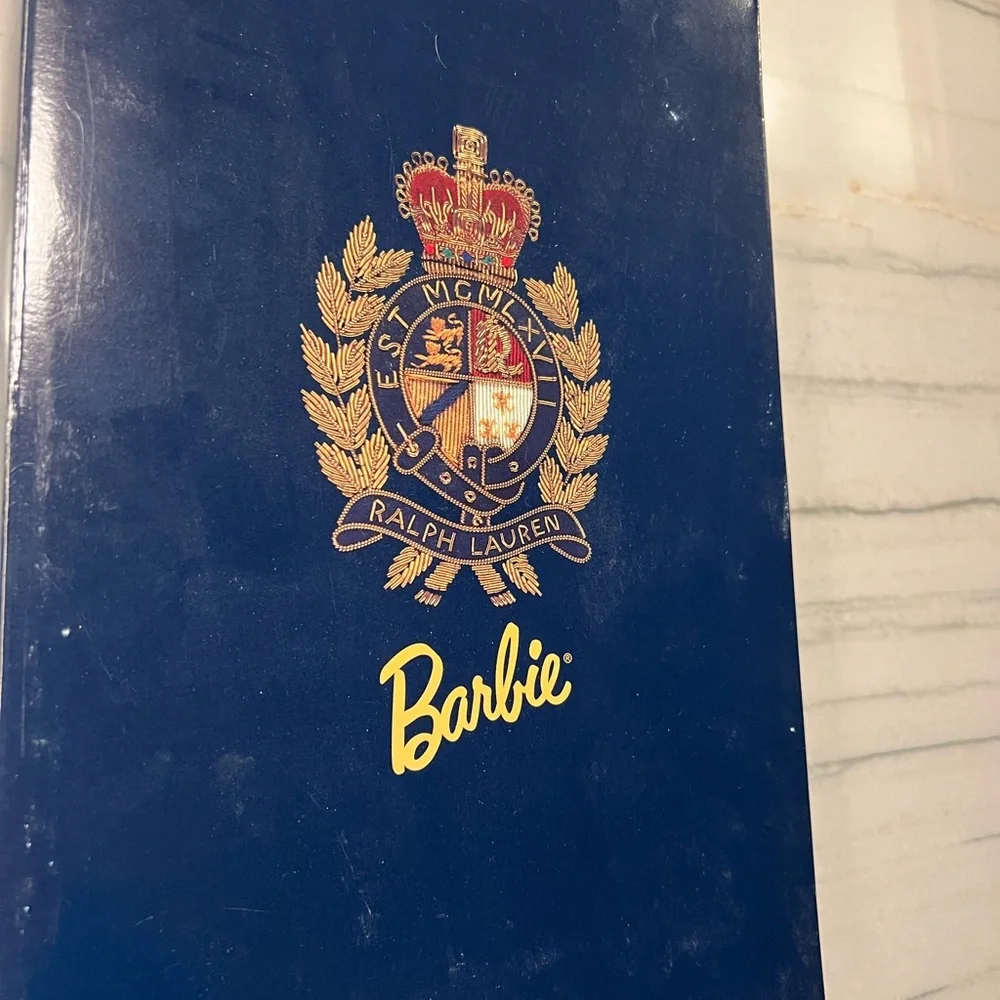 EST MCMLXVII
R L
RALPH LAUREN
Barbie®